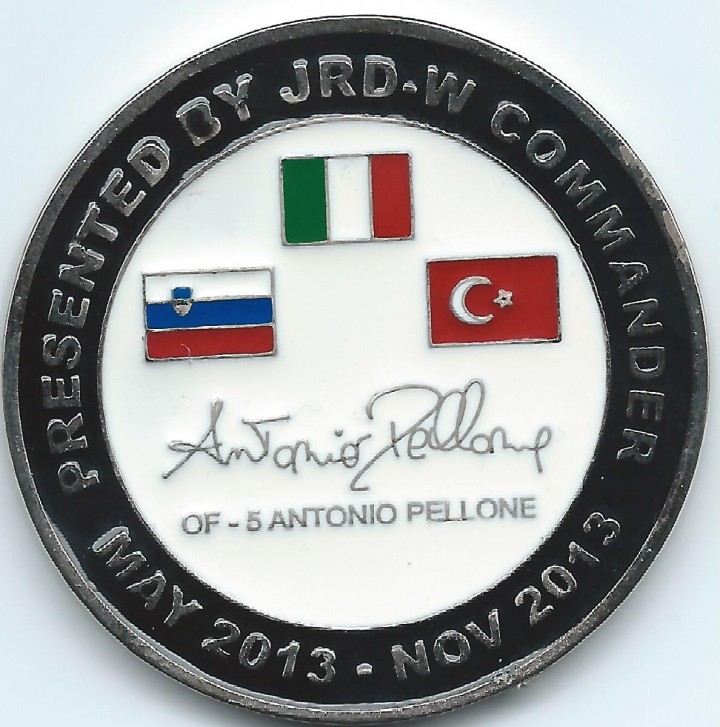 PRESENTED BY JRD-W COMMANDER
Antonio Pellone
OF - 5 ANTONIO PELLONE
MAY 2013 - NOV 2013